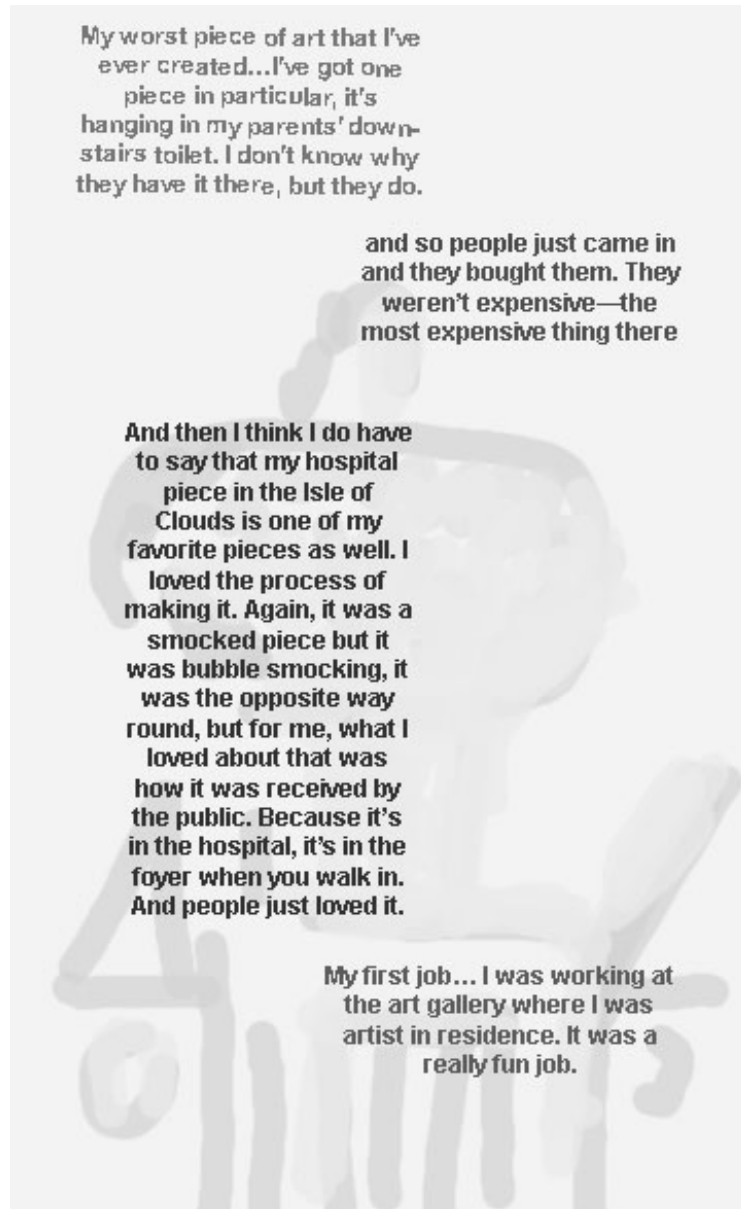 My worst piece of art that I've
ever created...I've got one
piece in particular, it's
hanging in my parents' down-
stairs toilet. I don't know why
they have it there, but they do.
and so people just came in
and they bought them. They
weren't expensive—the
most expensive thing there
And then I think I do have
to say that my hospital
piece in the Isle of
Clouds is one of my
favorite pieces as well. I
loved the process of
making it. Again, it was a
smocked piece but it
was bubble smocking, it
was the opposite way
round, but for me, what I
loved about that was
how it was received by
the public. Because it's
in the hospital, it's in the
foyer when you walk in.
And people just loved it.
My first job... I was working at
the art gallery where I was
artist in residence. It was a
really fun job.